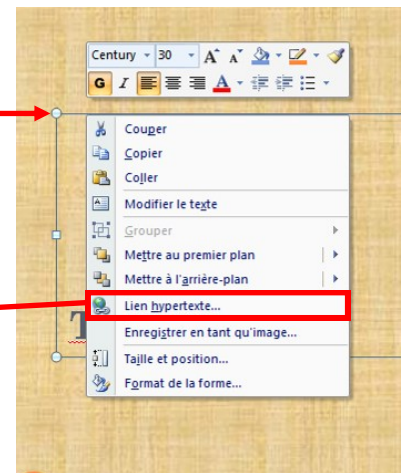 Century 30 A A
G I A
Couper
Copier
Coller
Modifier le texte
Grouper
Mettre au premier plan
Mettre à l'arrière-plan
Lien hypertexte...
T
Enregistrer en tant qu'image...
Taille et position...
Format de la forme...